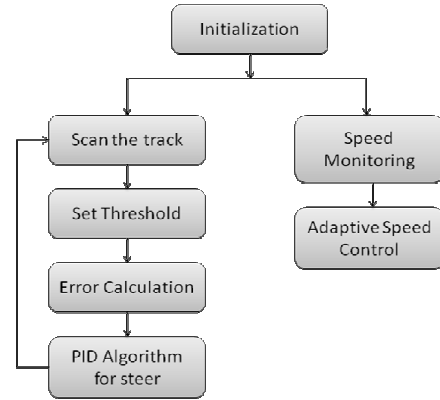 Initialization
Scan the track
Set Threshold
Error Calculation
PID Algorithm
for steer
Speed
Monitoring
Adaptive Speed
Control